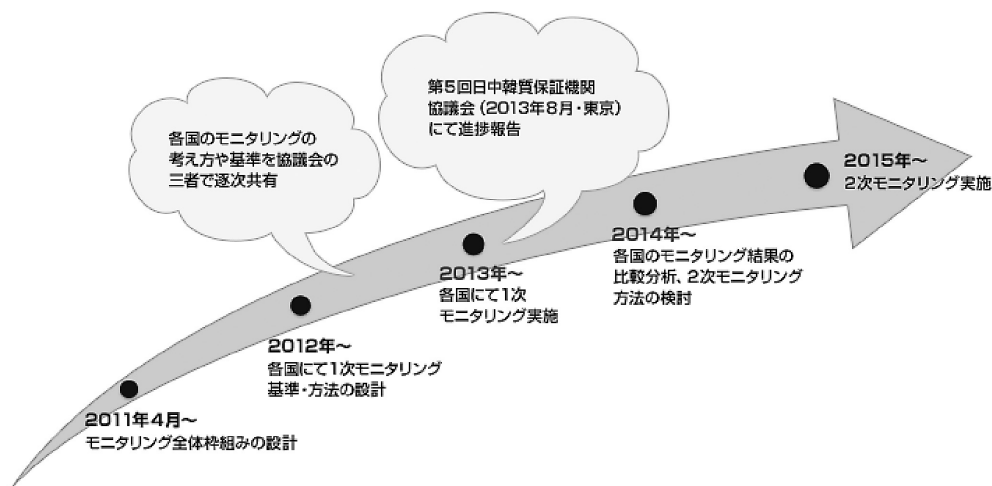 第5回日中韓質保証機関
協議会（2013年8月・東京）
にて進捗報告
各国のモニタリングの
考え方や基準を協議会の
三者で逐次共有
2015年～
2次モニタリング実施
2014年～
各国のモニタリング結果の
比較分析、2次モニタリング
方法の検討
2013年～
各国にて1次
モニタリング実施
2012年～
各国にて1次モニタリング
基準・方法の設計
2011年4月～
モニタリング全体枠組みの設計